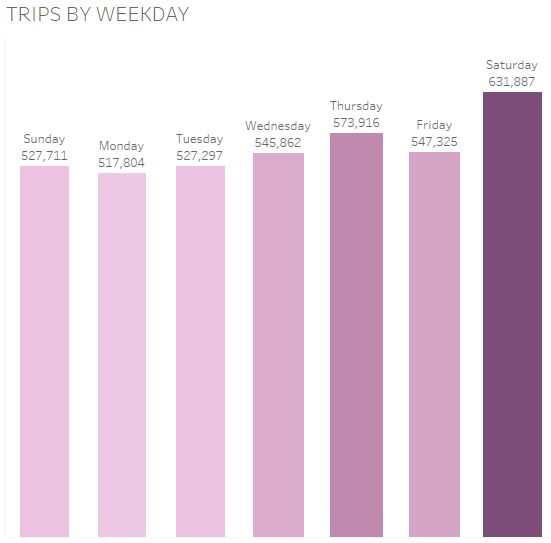 TRIPS BY WEEKDAY
Sunday
527,711
Monday
517,804
Tuesday
527,297
Wednesday
545,862
Thursday
573,916
Friday
547,325
Saturday
631,887